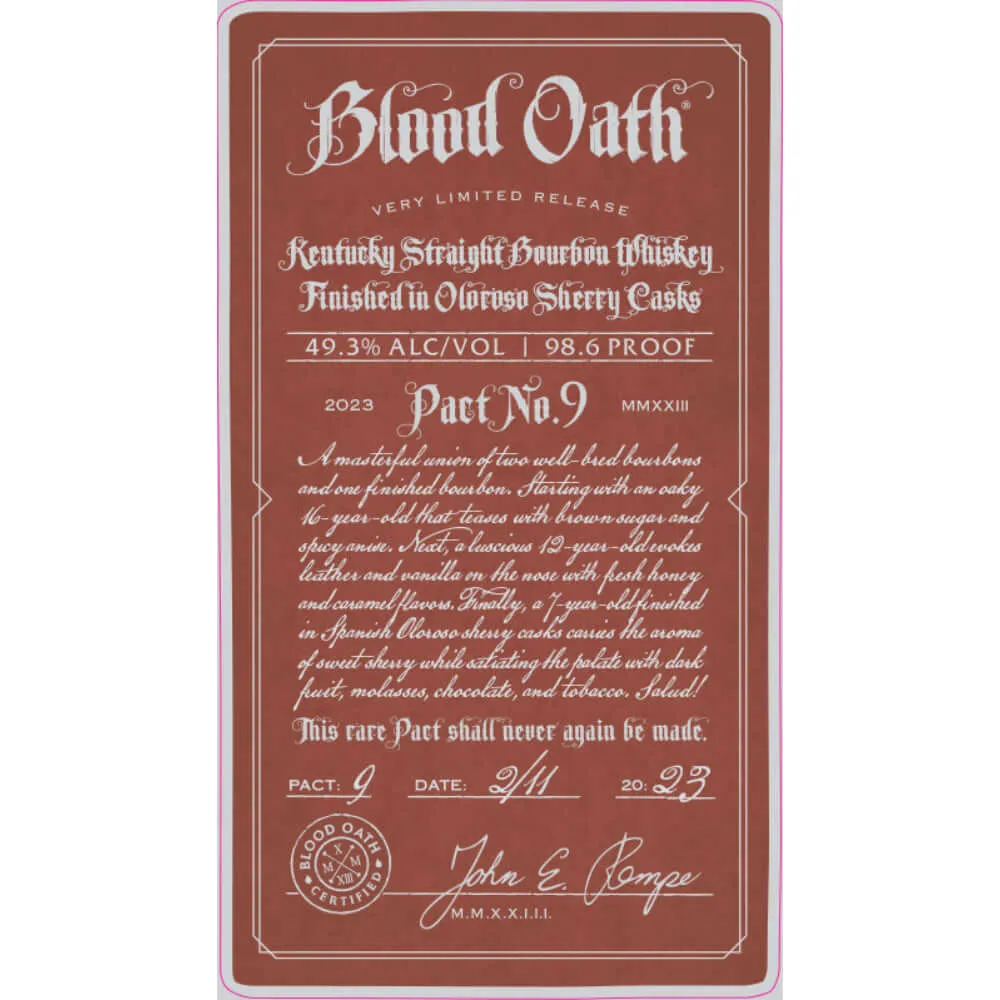 Blood Oath®
VERY LIMITED RELEASE
Kentucky Straight Bourbon Whiskey
Finished in Oloroso Sherry Casks
49.3% ALC/VOL | 98.6 PROOF
2023 Pact No.9 MMXXIII
A masterful union of two well-bred bourbons
and one finished bourbon. Starting with an oaky
16-year-old that teases with brown sugar and
spicy anise. Next, a luscious 12-year-old evokes
leather and vanilla on the nose with fresh honey
and caramel flavors. Finally, a 7-year-old finished
in Spanish Oloroso sherry casks carries the aroma
of sweet sherry while satiating the palate with dark
fruit, molasses, chocolate, and tobacco. Salud!
This rare Pact shall never again be made.
PACT: 9 DATE: 2/11 20: 23
BLOOD OATH
X
M M
XIII
CERTIFIED
John E. Rempe
M.M.X.X.I.I.I.